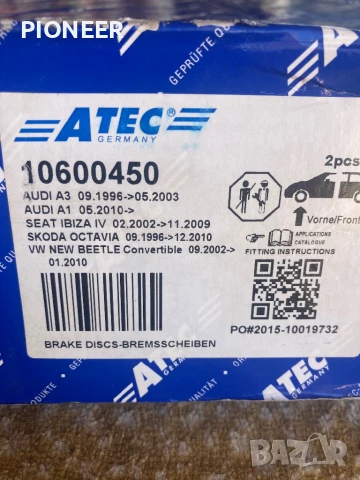 PIONEER
GEPRÜFTE QU
ATEC®
GERMANY
10600450
2pcs
AUDI A3 09.1996->05.2003
AUDI A1 05.2010->
SEAT IBIZA IV 02.2002->11.2009
SKODA OCTAVIA 09.1996->12.2010
VW NEW BEETLE Convertible 09.2002->
01.2010
Vorne/Front
APPLICATIONS
CATALOGUE
FITTING INSTRUCTIONS
PO#2015-10019732
BRAKE DISCS-BREMSSCHEIBEN
ATEC
GERMANY
BAZAR